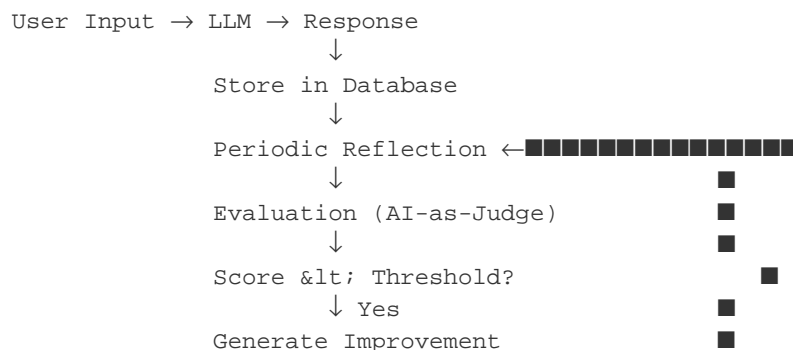 User Input → LLM → Response
↓
Store in Database
↓
Periodic Reflection ←■■■■■■■■■■■■■■■
↓ ■
Evaluation (AI-as-Judge) ■
↓ ■
Score &lt; Threshold? ■
↓ Yes ■
Generate Improvement ■